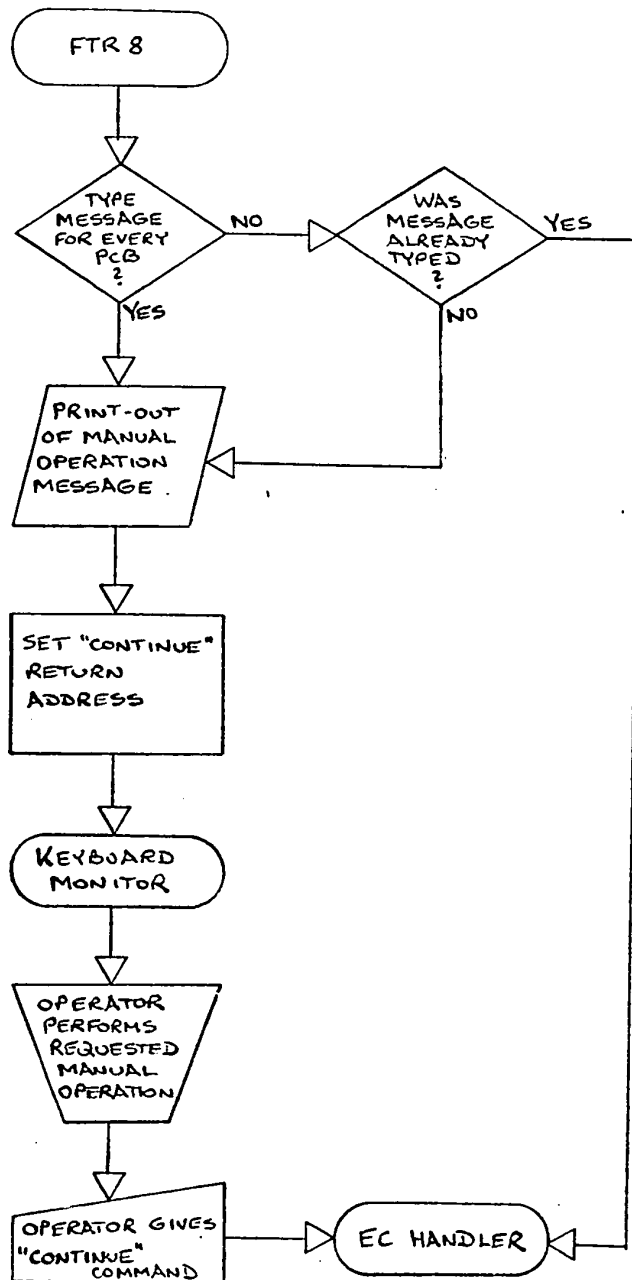 FTR 8
TYPE
MESSAGE
FOR EVERY
PCB
?
NO
YES
WAS
MESSAGE
ALREADY
TYPED
?
YES
NO
PRINT-OUT
OF MANUAL
OPERATION
MESSAGE
SET "CONTINUE"
RETURN
ADDRESS
KEYBOARD
MONITOR
OPERATOR
PERFORMS
REQUESTED
MANUAL
OPERATION
OPERATOR GIVES
"CONTINUE"
COMMAND
EC HANDLER